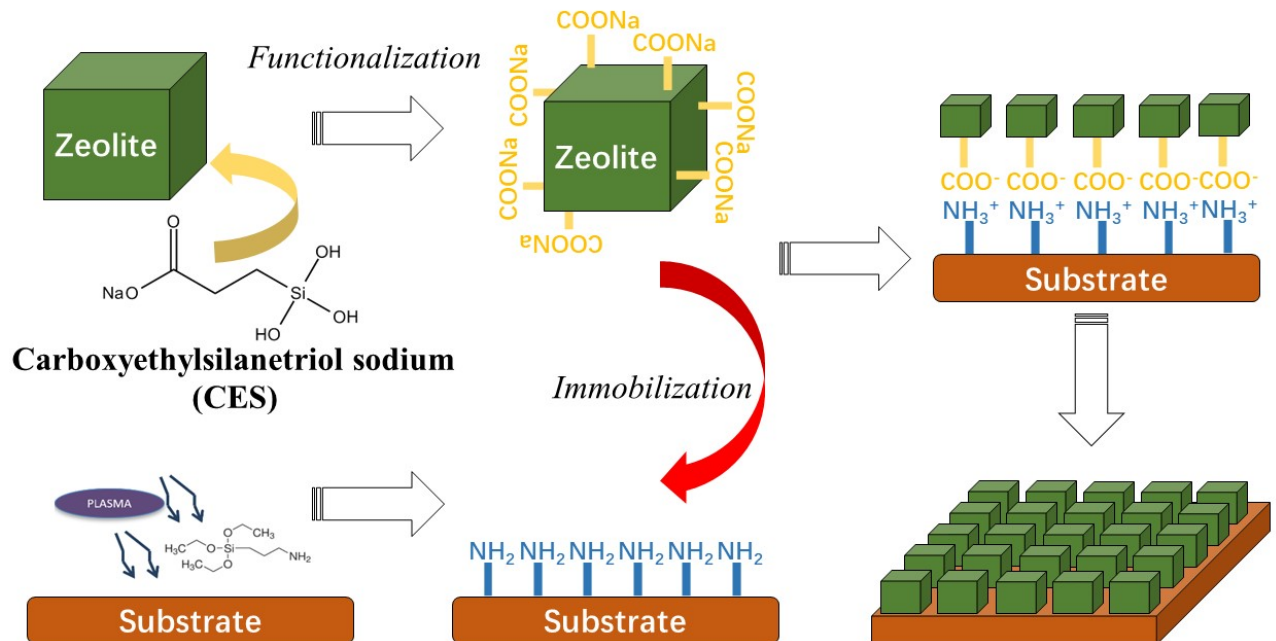 Zeolite
Functionalization
COONa
COONa
COONa
COONa
COONa
COONa
COONa
Zeolite
COO⁻ COO⁻ COO⁻ COO⁻ COO⁻
NH₃⁺ NH₃⁺ NH₃⁺ NH₃⁺ NH₃⁺
Substrate
O
NaO
Si
OH
OH
HO
Carboxyethylsilanetriol sodium
(CES)
Immobilization
PLASMA
O CH₃
H₃C O Si NH₂
H₃C O
Substrate
NH₂ NH₂ NH₂ NH₂ NH₂ NH₂
Substrate